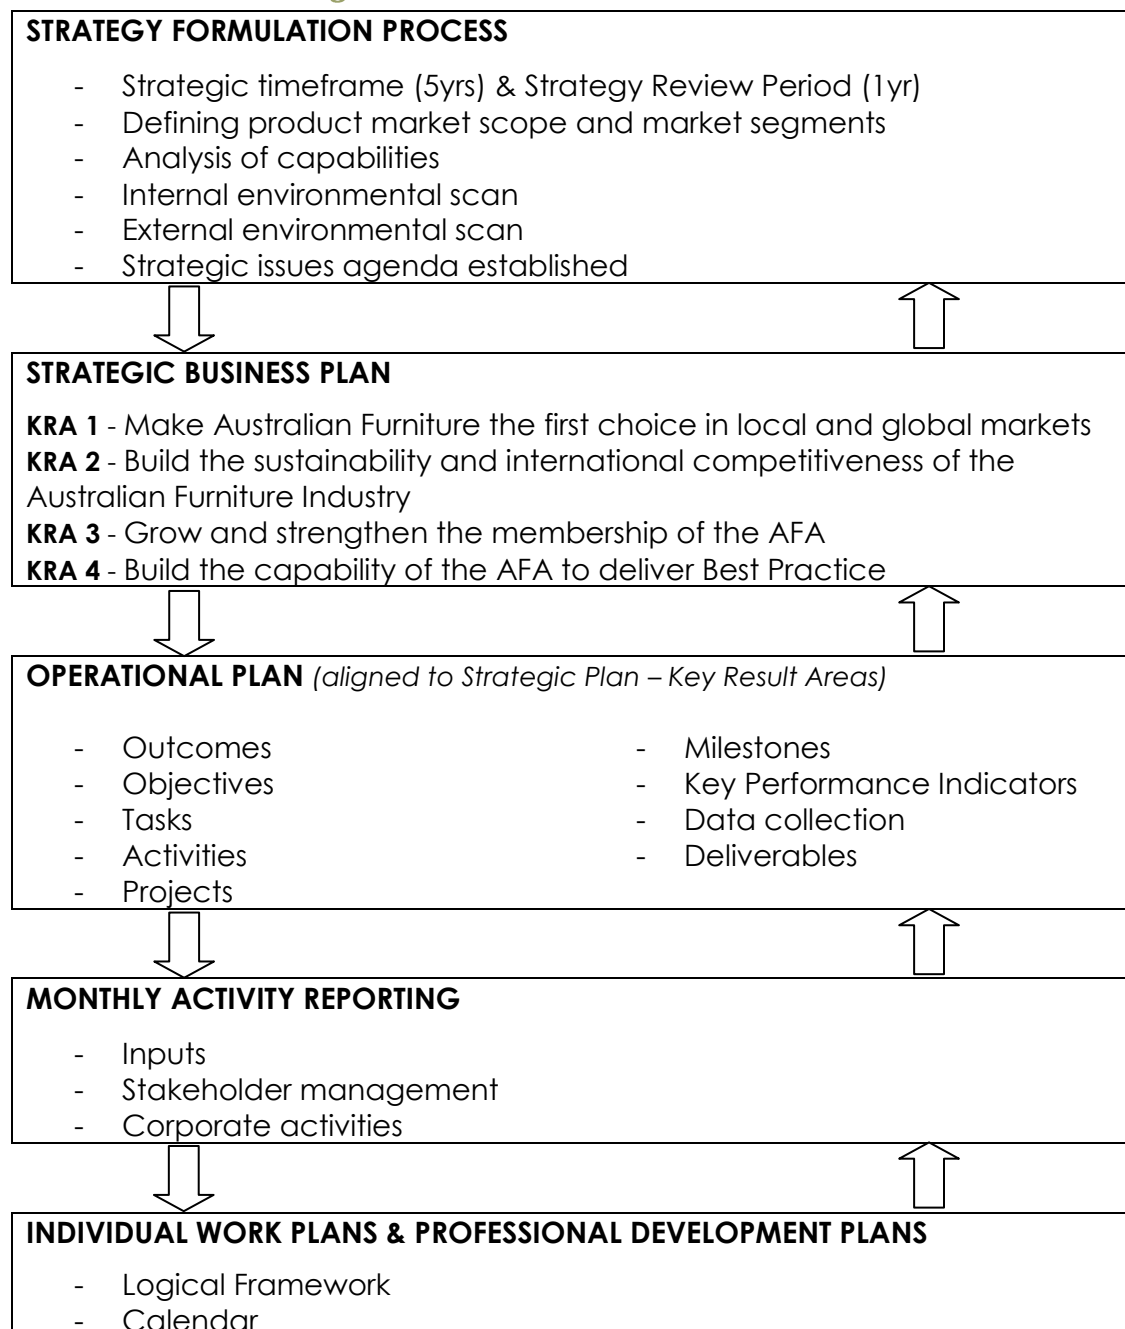 STRATEGY FORMULATION PROCESS
- Strategic timeframe (5yrs) & Strategy Review Period (1yr)
- Defining product market scope and market segments
- Analysis of capabilities
- Internal environmental scan
- External environmental scan
- Strategic issues agenda established
STRATEGIC BUSINESS PLAN
KRA 1 - Make Australian Furniture the first choice in local and global markets
KRA 2 - Build the sustainability and international competitiveness of the
Australian Furniture Industry
KRA 3 - Grow and strengthen the membership of the AFA
KRA 4 - Build the capability of the AFA to deliver Best Practice
OPERATIONAL PLAN (aligned to Strategic Plan – Key Result Areas)
- Outcomes
- Objectives
- Tasks
- Activities
- Projects
- Milestones
- Key Performance Indicators
- Data collection
- Deliverables
MONTHLY ACTIVITY REPORTING
- Inputs
- Stakeholder management
- Corporate activities
INDIVIDUAL WORK PLANS & PROFESSIONAL DEVELOPMENT PLANS
- Logical Framework
- Calendar